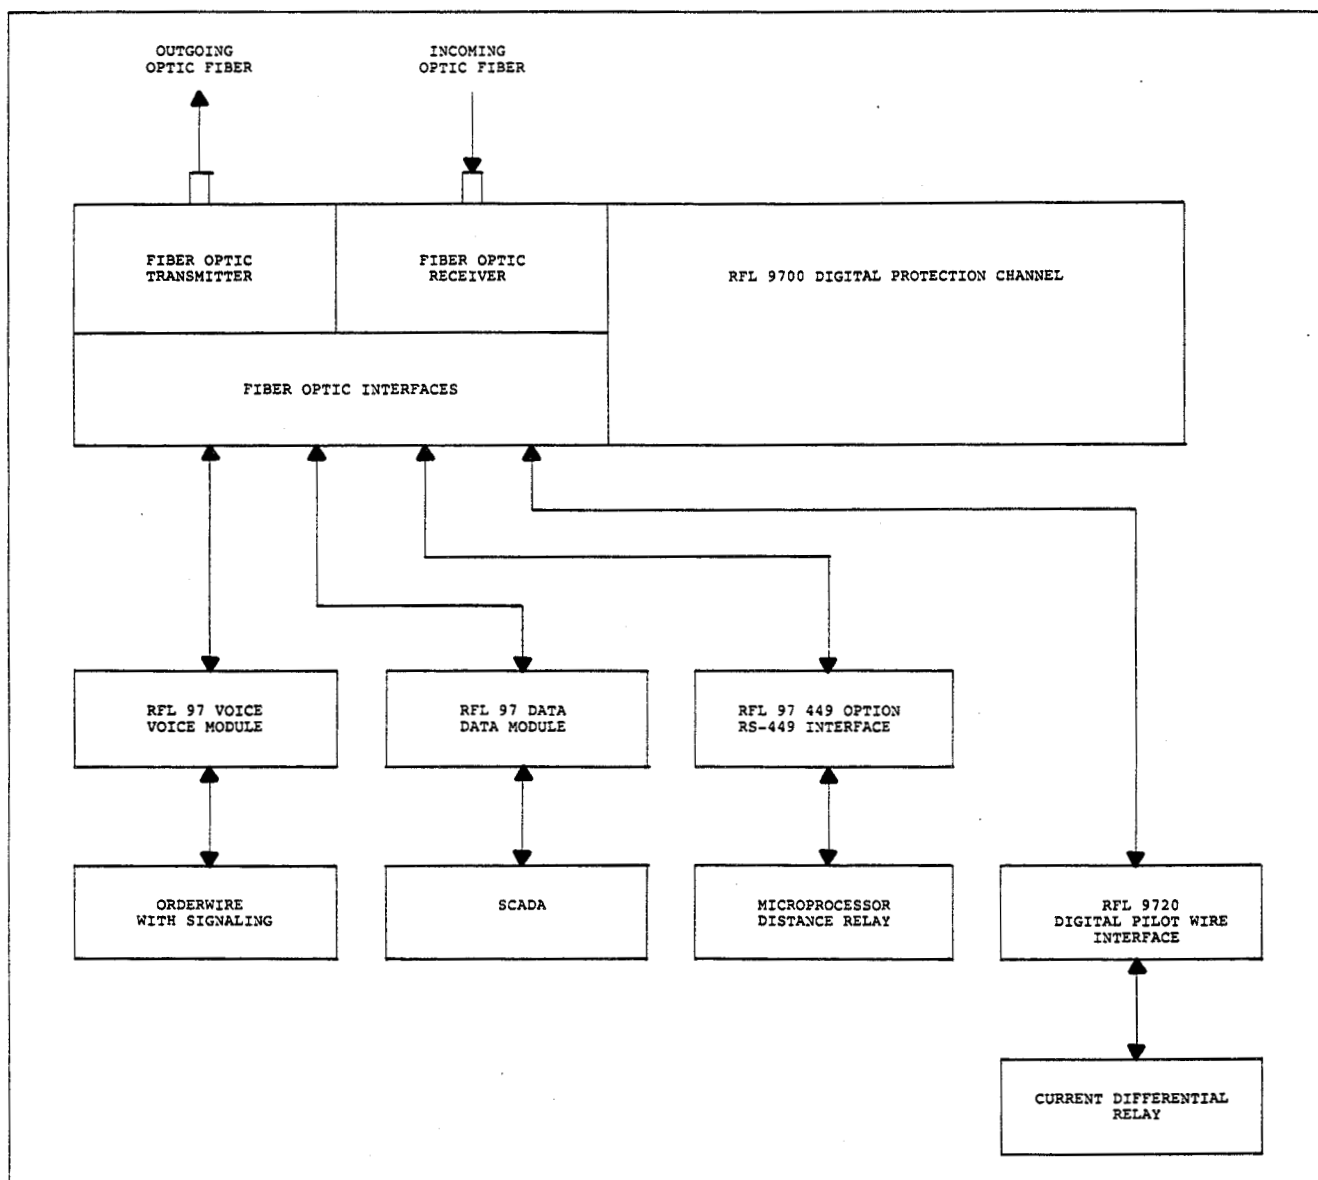 OUTGOING
OPTIC FIBER
INCOMING
OPTIC FIBER
FIBER OPTIC
TRANSMITTER
FIBER OPTIC
RECEIVER
RFL 9700 DIGITAL PROTECTION CHANNEL
FIBER OPTIC INTERFACES
RFL 97 VOICE
VOICE MODULE
RFL 97 DATA
DATA MODULE
RFL 97 449 OPTION
RS-449 INTERFACE
ORDERWIRE
WITH SIGNALING
SCADA
MICROPROCESSOR
DISTANCE RELAY
RFL 9720
DIGITAL PILOT WIRE
INTERFACE
CURRENT DIFFERENTIAL
RELAY